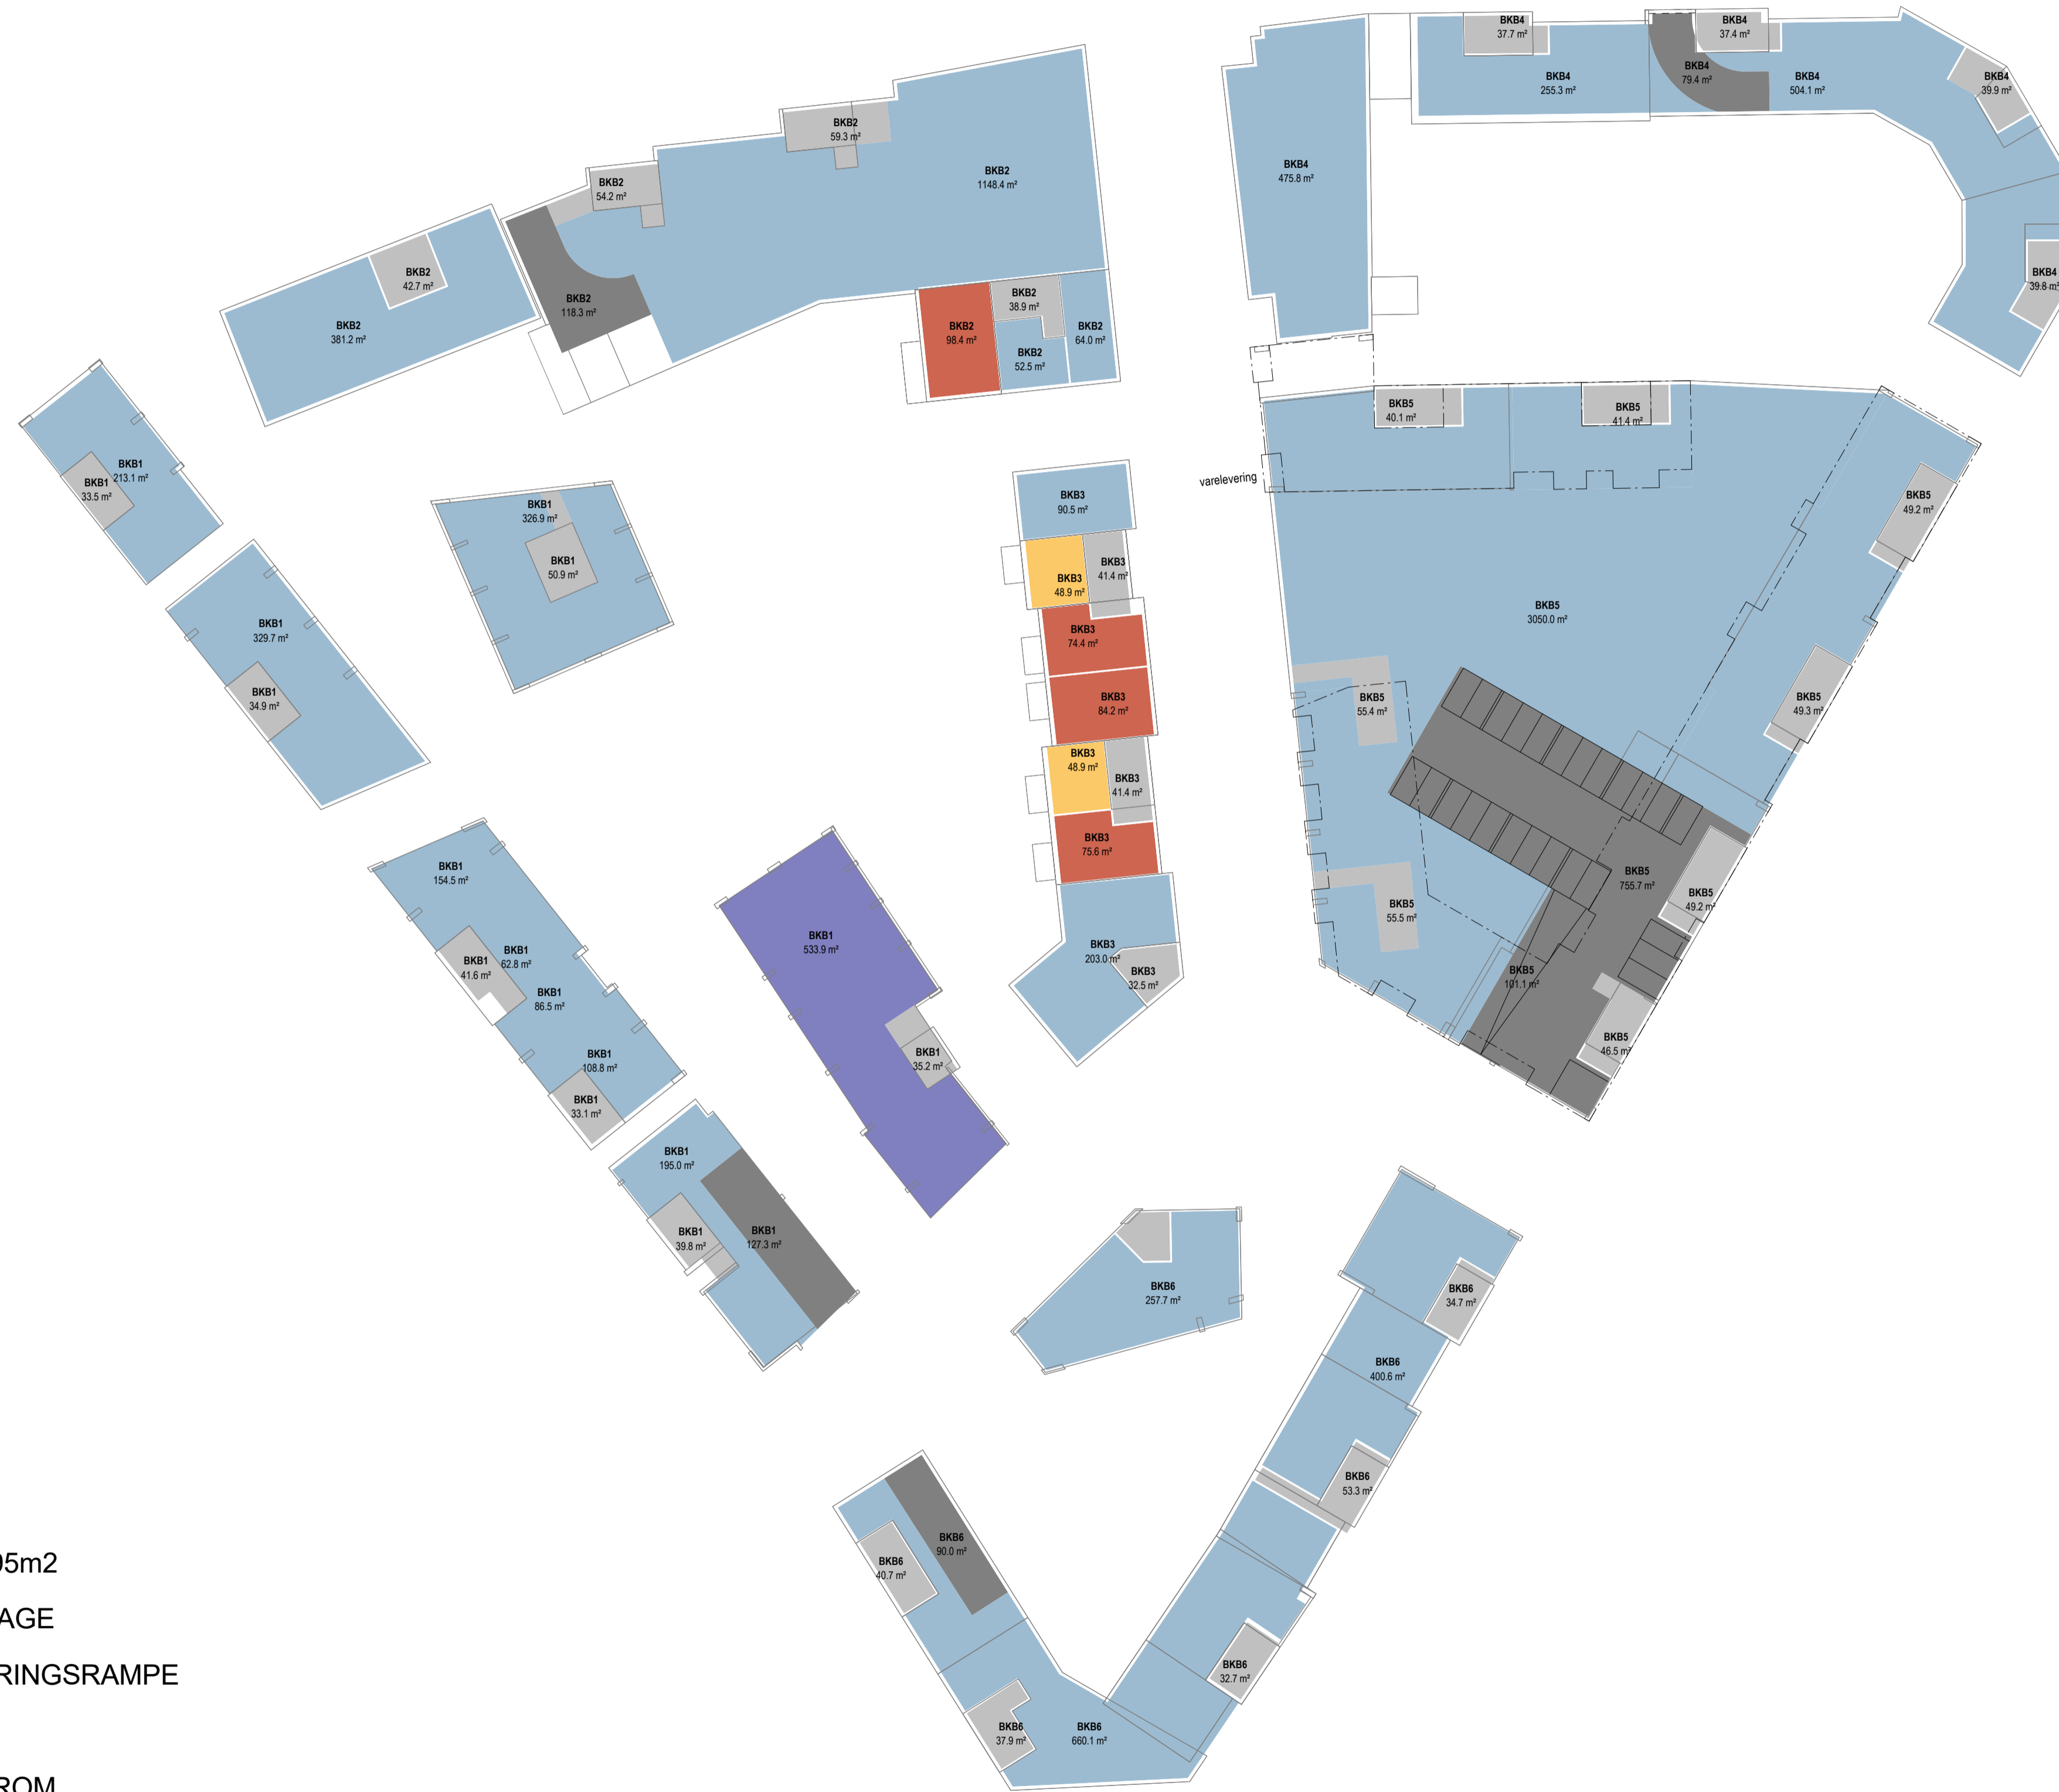 BKB4
37.7 m²
BKB4
37.4 m²
BKB4
79.4 m²
BKB4
255.3 m²
BKB4
504.1 m²
BKB4
39.9 m²
BKB2
59.3 m²
BKB2
1148.4 m²
BKB4
475.8 m²
BKB2
54.2 m²
BKB2
42.7 m²
BKB4
39.8 m²
BKB2
118.3 m²
BKB2
38.9 m²
BKB2
381.2 m²
BKB2
98.4 m²
BKB2
52.5 m²
BKB2
64.0 m²
BKB5
40.1 m²
BKB5
41.4 m²
BKB1
213.1 m²
BKB1
33.5 m²
varelevering
BKB3
90.5 m²
BKB5
49.2 m²
BKB1
326.9 m²
BKB1
50.9 m²
BKB3
41.4 m²
BKB3
48.9 m²
BKB5
3050.0 m²
BKB1
329.7 m²
BKB3
74.4 m²
BKB1
34.9 m²
BKB3
84.2 m²
BKB5
55.4 m²
BKB5
49.3 m²
BKB3
48.9 m²
BKB3
41.4 m²
BKB3
75.6 m²
BKB1
154.5 m²
BKB5
755.7 m²
BKB5
49.2 m²
BKB5
55.5 m²
BKB1
533.9 m²
BKB1
62.8 m²
BKB1
41.6 m²
BKB1
86.5 m²
BKB3
203.0 m²
BKB3
32.5 m²
BKB5
101.1 m²
BKB5
46.5 m²
BKB1
108.8 m²
BKB1
35.2 m²
BKB1
33.1 m²
BKB1
195.0 m²
BKB1
39.8 m²
BKB1
127.3 m²
BKB6
257.7 m²
BKB6
34.7 m²
BKB6
400.6 m²
BKB6
53.3 m²
BKB6
90.0 m²
BKB6
40.7 m²
BKB6
32.7 m²
BKB6
37.9 m²
BKB6
660.1 m²
95m2
AGE
RINGSRAMPE
ROM